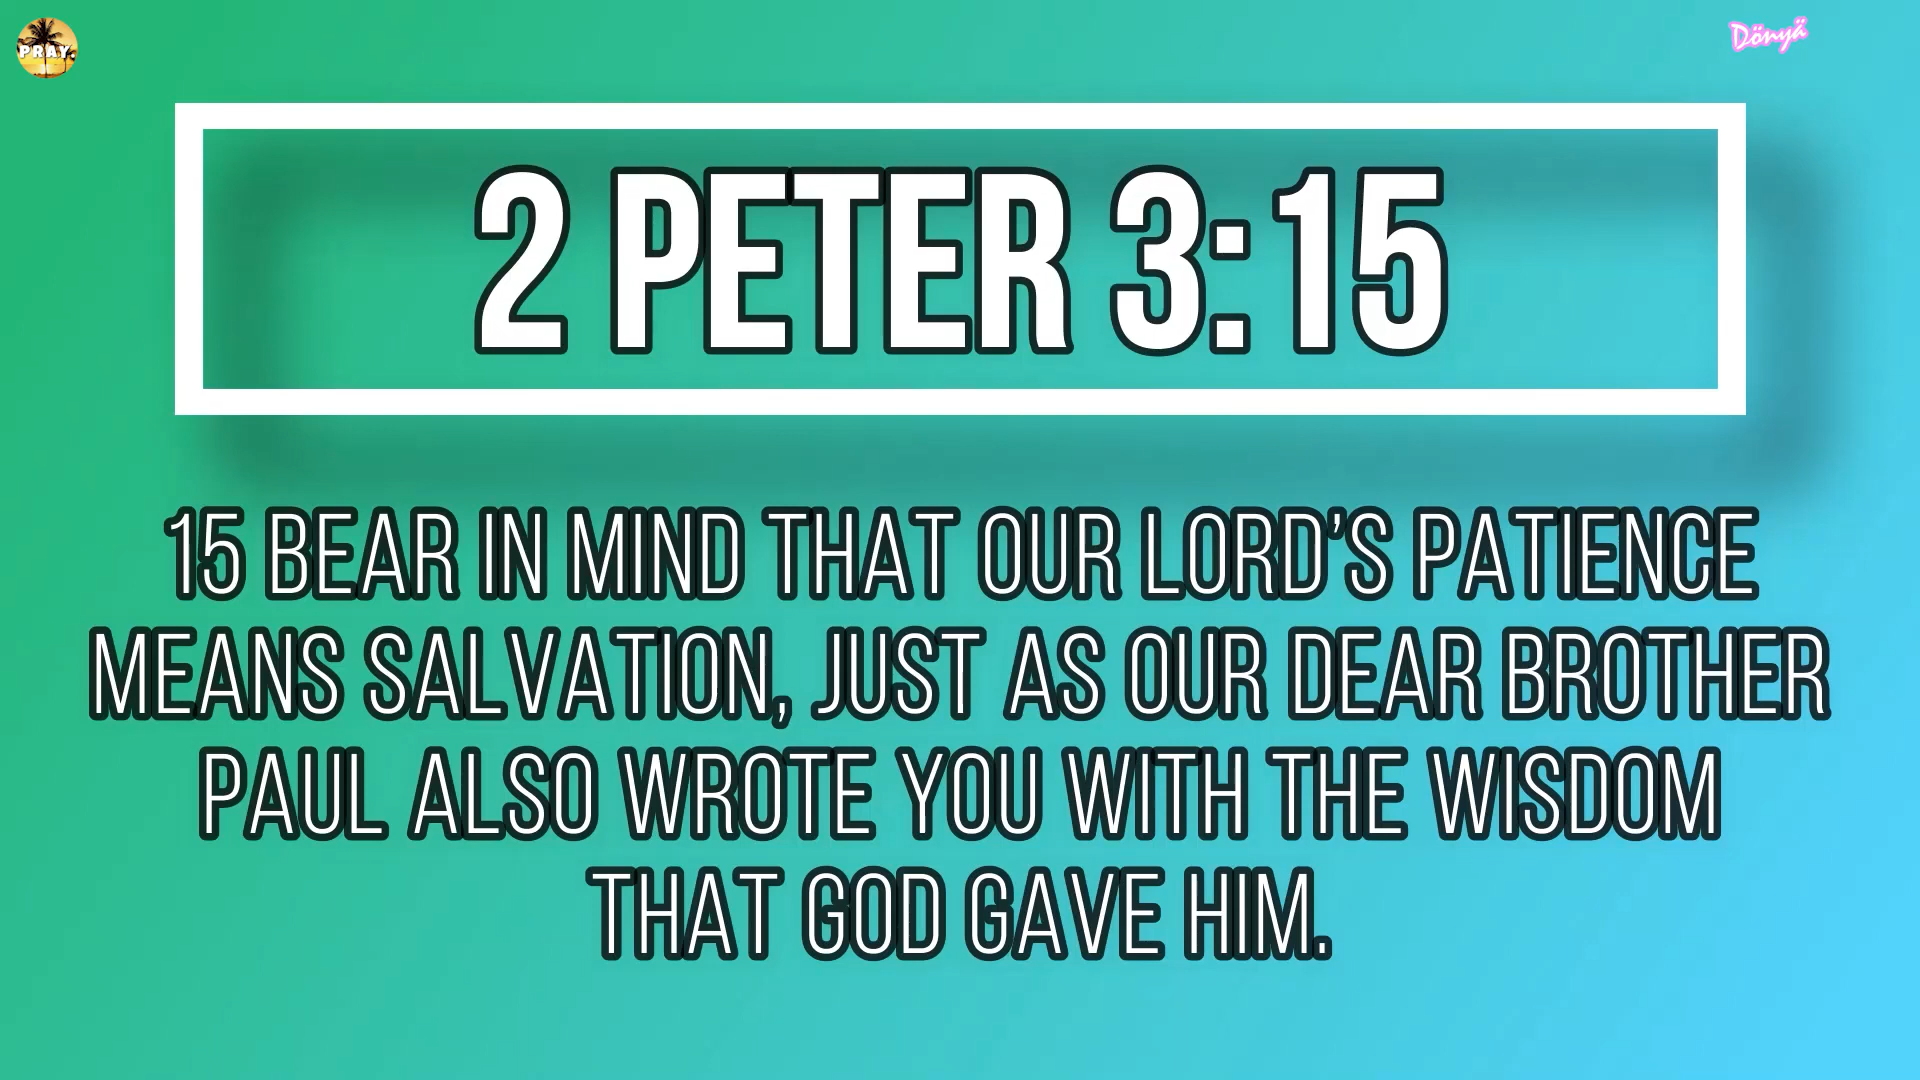 PRAY.
Dönyä
2 PETER 3:15
15 BEAR IN MIND THAT OUR LORD’S PATIENCE
MEANS SALVATION, JUST AS OUR DEAR BROTHER
PAUL ALSO WROTE YOU WITH THE WISDOM
THAT GOD GAVE HIM.